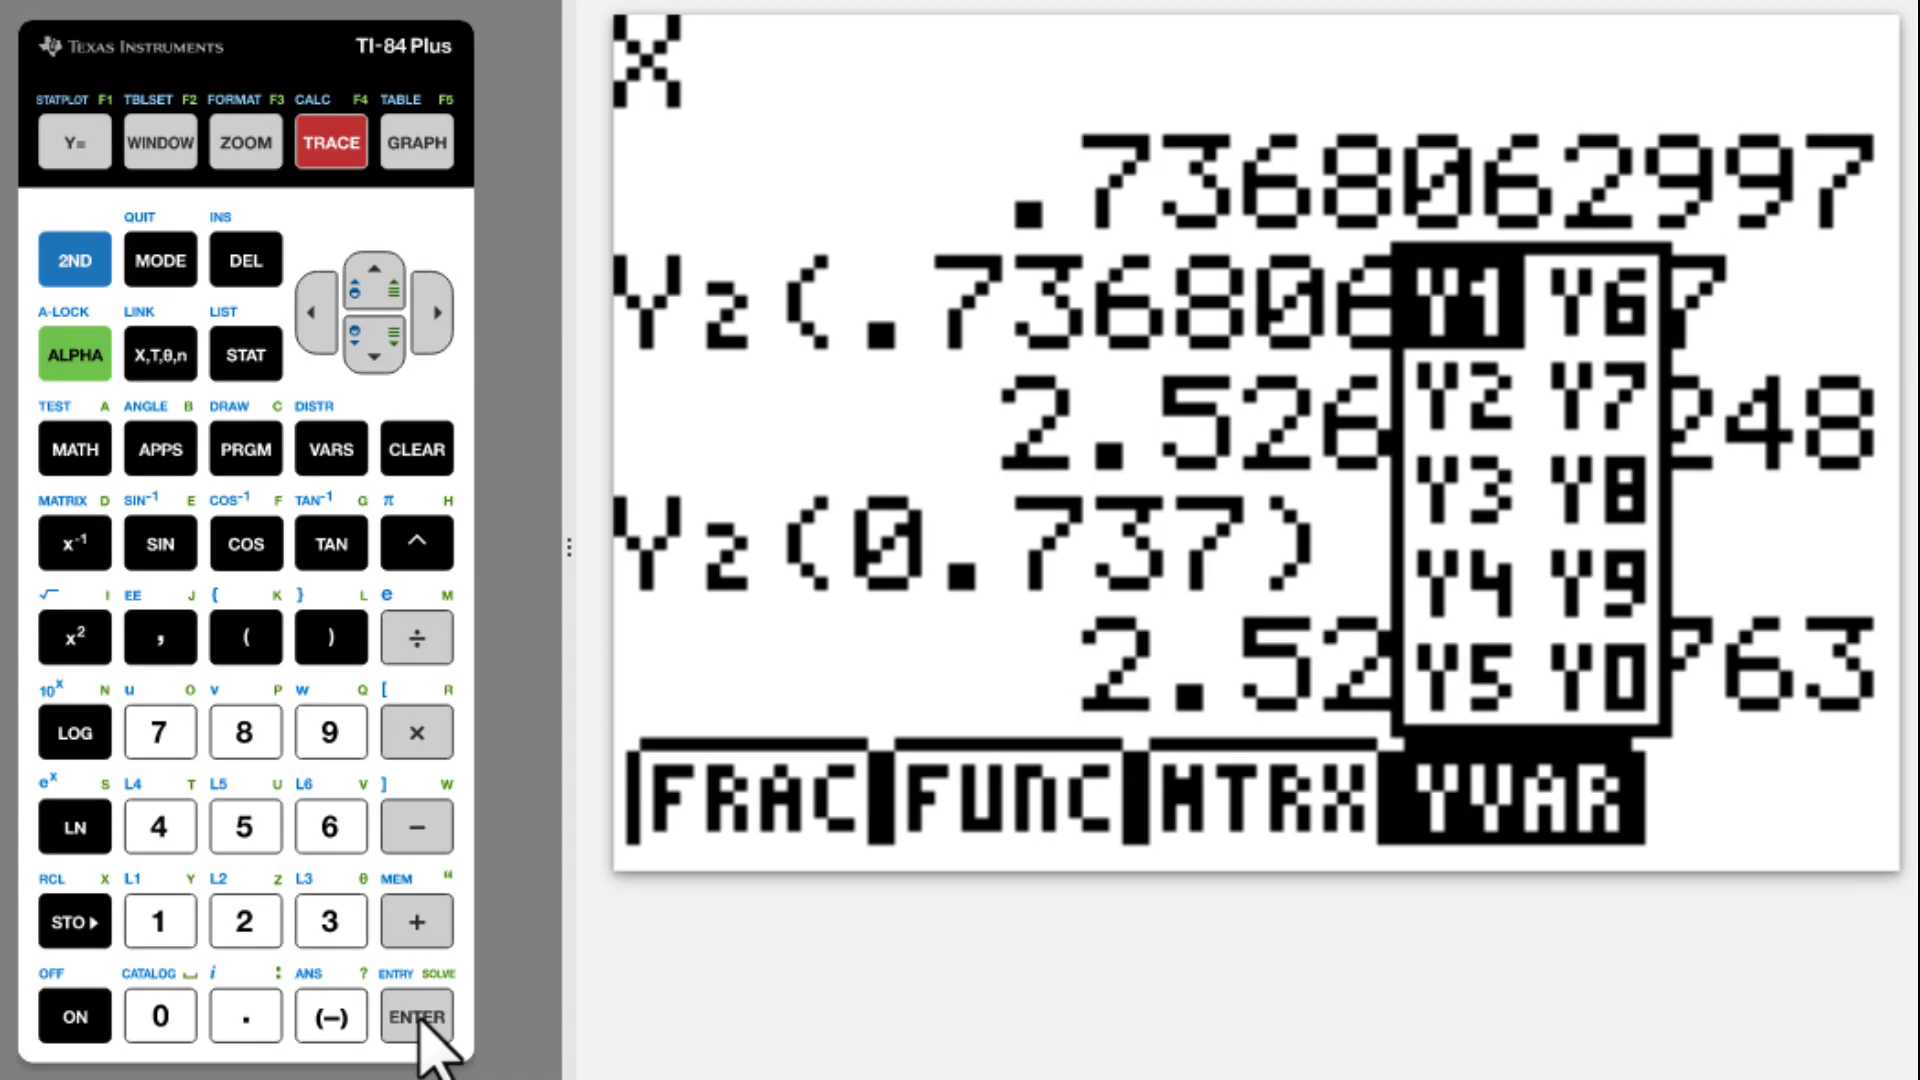 TEXAS INSTRUMENTS TI-84 Plus
STATPLOT F1 TBLSET F2 FORMAT F3 CALC F4 TABLE F5
Y= WINDOW ZOOM TRACE GRAPH
QUIT INS
2ND MODE DEL
A-LOCK LINK LIST
ALPHA X,T,θ,n STAT
TEST A ANGLE B DRAW C DISTR
MATH APPS PRGM VARS CLEAR
MATRIX D SIN⁻¹ E COS⁻¹ F TAN⁻¹ G π H
x⁻¹ SIN COS TAN ^
√ I EE J { K } L e M
x² , ( ) ÷
10ˣ N u O v P w Q [ R
LOG 7 8 9 ×
eˣ S L4 T L5 U L6 V ] W
LN 4 5 6 −
RCL X L1 Y L2 Z L3 θ MEM “
STO▸ 1 2 3 +
OFF CATALOG ⎵ i : ANS ? ENTRY SOLVE
ON 0 . (−) ENTER
X
.7368062997
Y₂(.736806 7
2.526 248
Y₂(0.737)
2.52 763
Y1 Y6
Y2 Y7
Y3 Y8
Y4 Y9
Y5 Y0
FRAC FUNC MTRX YVAR